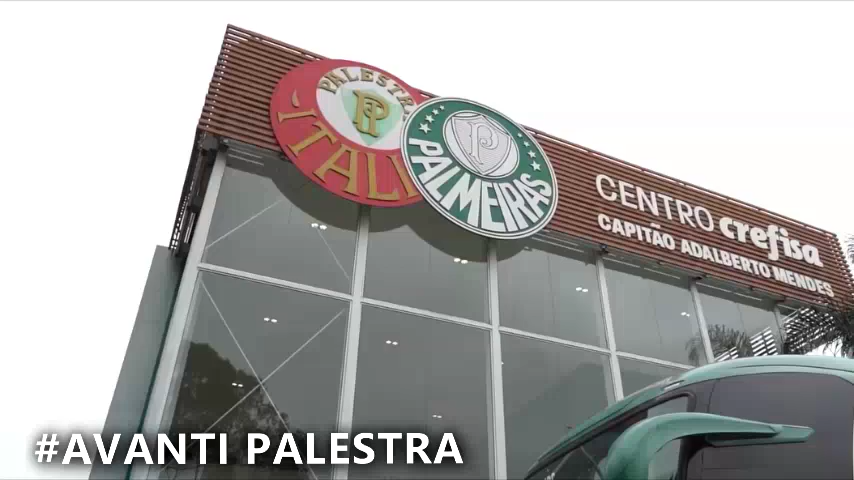 PALESTRA
ITALIA
PALMEIRAS
CENTRO crefisa
CAPITÃO ADALBERTO MENDES
#AVANTI PALESTRA